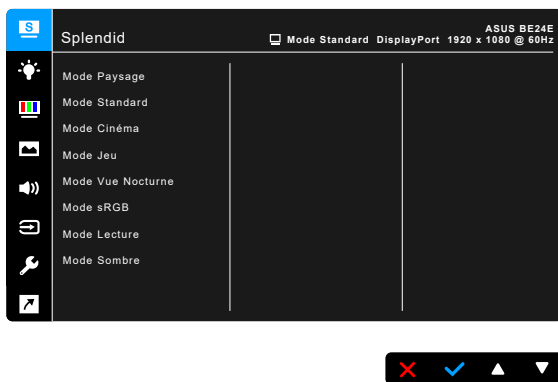 S
Splendid
ASUS BE24E
Mode Standard DisplayPort 1920 x 1080 @ 60Hz
Mode Paysage
Mode Standard
Mode Cinéma
Mode Jeu
Mode Vue Nocturne
Mode sRGB
Mode Lecture
Mode Sombre